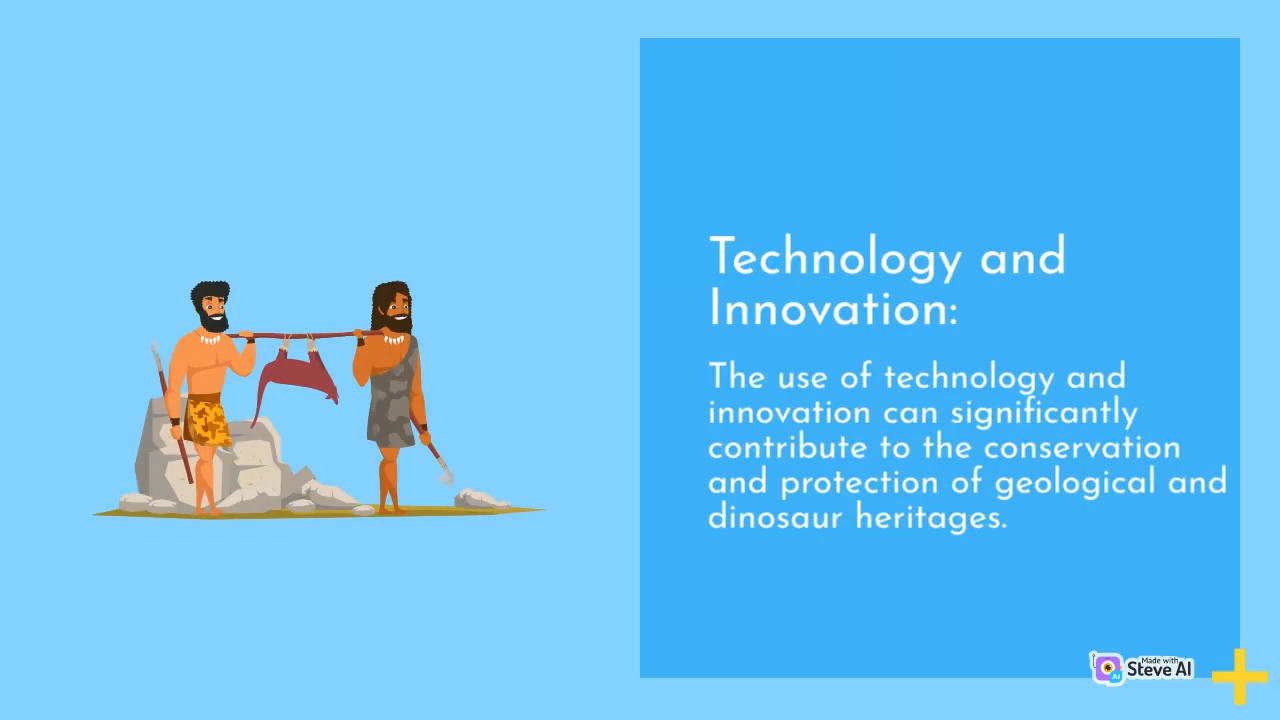 Technology and
Innovation:
The use of technology and
innovation can significantly
contribute to the conservation
and protection of geological and
dinosaur heritages.
Made with
Steve AI
AI